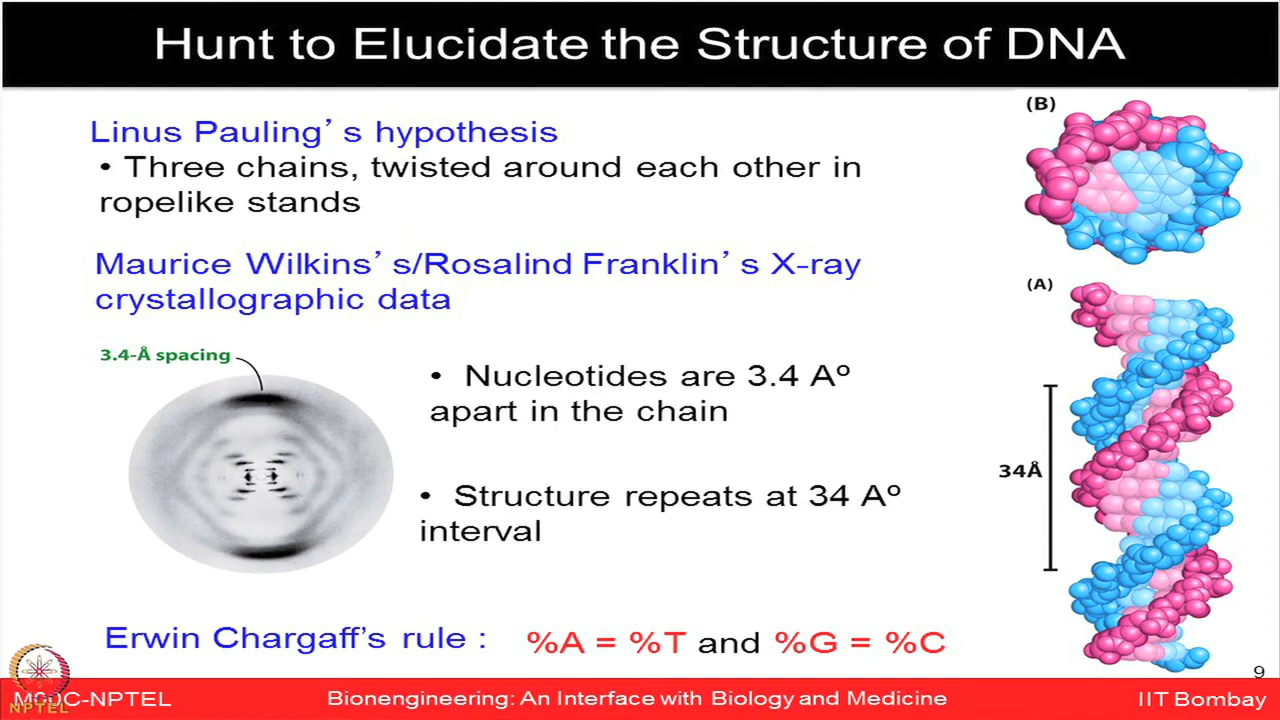 Hunt to Elucidate the Structure of DNA
Linus Pauling’s hypothesis
• Three chains, twisted around each other in
ropelike stands
Maurice Wilkins’s/Rosalind Franklin’s X-ray
crystallographic data
3.4-Å spacing
• Nucleotides are 3.4 Aº
apart in the chain
• Structure repeats at 34 Aº
interval
Erwin Chargaff’s rule : %A = %T and %G = %C
(B)
(A)
34Å
9
MOOC-NPTEL
NPTEL
Bionengineering: An Interface with Biology and Medicine
IIT Bombay